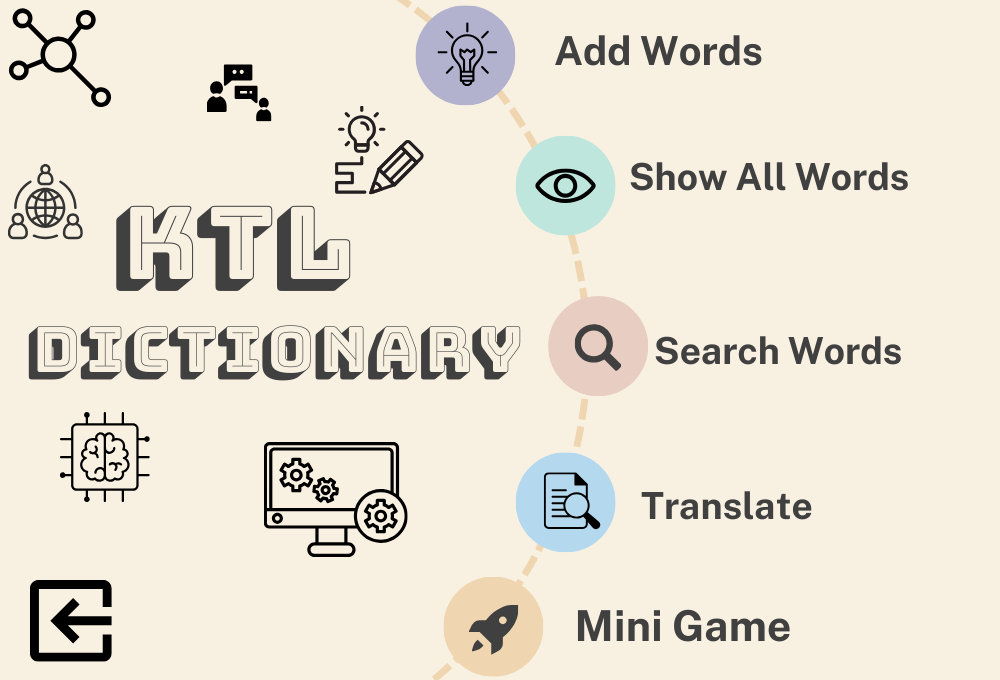 KTL
DICTIONARY
Add Words
Show All Words
Search Words
Translate
Mini Game